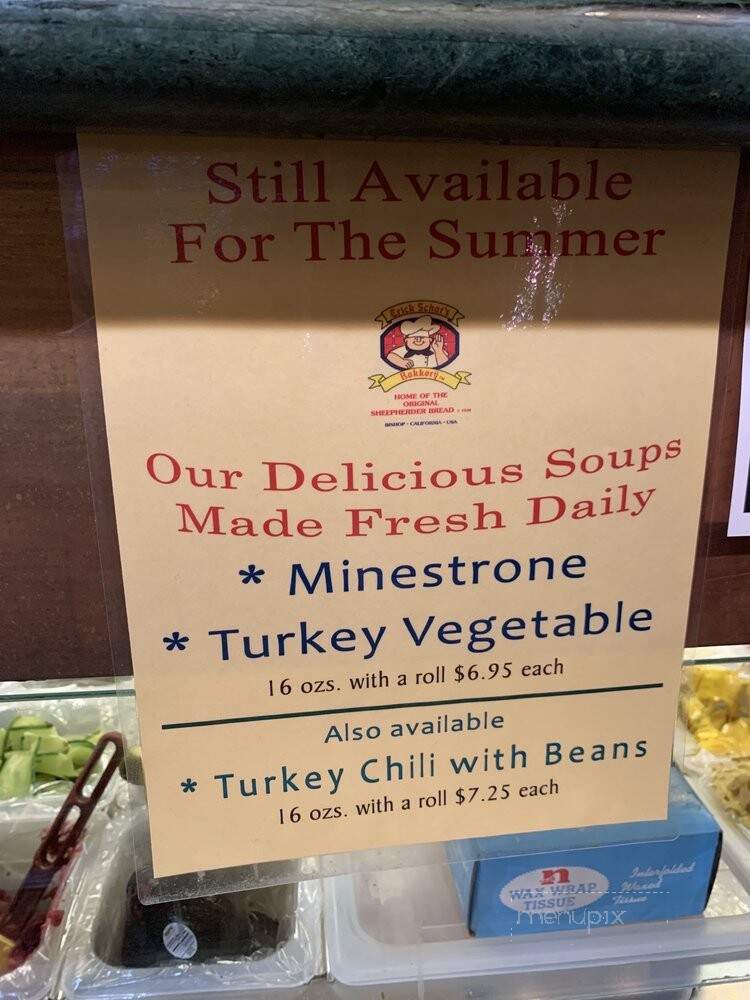 Still Available
For The Summer
Erick Schat's
Bakkery
HOME OF THE
ORIGINAL
SHEEPHERDER BREAD
BISHOP • CALIFORNIA • USA
Our Delicious Soups
Made Fresh Daily
* Minestrone
* Turkey Vegetable
16 ozs. with a roll $6.95 each
Also available
* Turkey Chili with Beans
16 ozs. with a roll $7.25 each
n
WAX WRAP
TISSUE
Interfolded
Waxed
Tissue
menupix